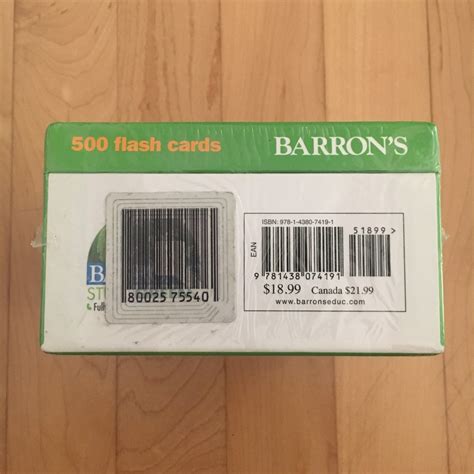 500 flash cards
BARRON'S
ISBN: 978-1-4380-7419-1
EAN
51899 >
9 781438 074191
$18.99 Canada $21.99
www.barronseduc.com
80025 75540